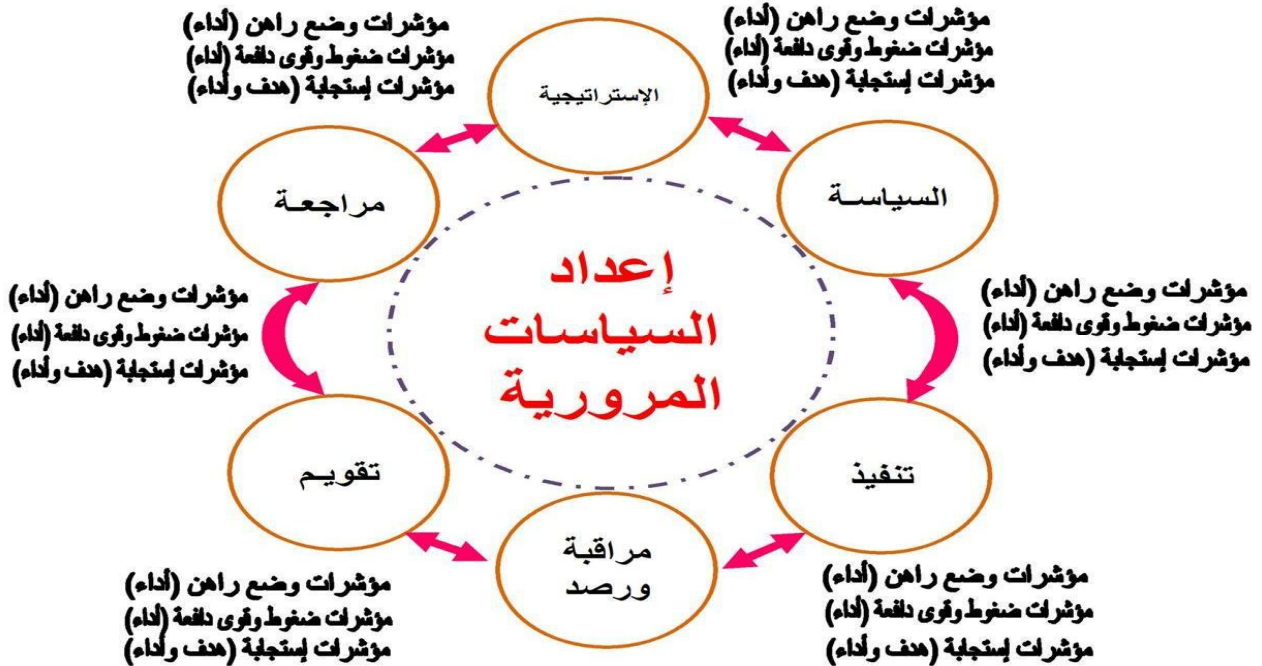 مؤشرات وضع راهن (أداء)
مؤشرات ضغوط وقوى دافعة (أداء)
مؤشرات إستجابة (هدف وأداء)
الإستراتيجية
مؤشرات وضع راهن (أداء)
مؤشرات ضغوط وقوى دافعة (أداء)
مؤشرات إستجابة (هدف وأداء)
السياسة
مراجعة
إعداد
السياسات
المرورية
مؤشرات وضع راهن (أداء)
مؤشرات ضغوط وقوى دافعة (أداء)
مؤشرات إستجابة (هدف وأداء)
مؤشرات وضع راهن (أداء)
مؤشرات ضغوط وقوى دافعة (أداء)
مؤشرات إستجابة (هدف وأداء)
تنفيذ
تقويم
مراقبة
ورصد
مؤشرات وضع راهن (أداء)
مؤشرات ضغوط وقوى دافعة (أداء)
مؤشرات إستجابة (هدف وأداء)
مؤشرات وضع راهن (أداء)
مؤشرات ضغوط وقوى دافعة (أداء)
مؤشرات إستجابة (هدف وأداء)